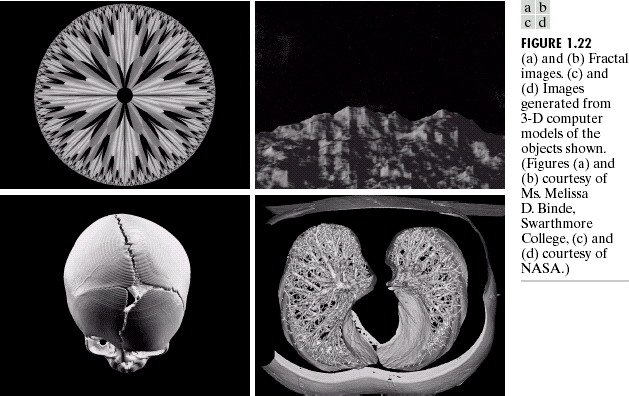 a b
c d
FIGURE 1.22
(a) and (b) Fractal
images. (c) and
(d) Images
generated from
3-D computer
models of the
objects shown.
(Figures (a) and
(b) courtesy of
Ms. Melissa
D. Binde,
Swarthmore
College, (c) and
(d) courtesy of
NASA.)